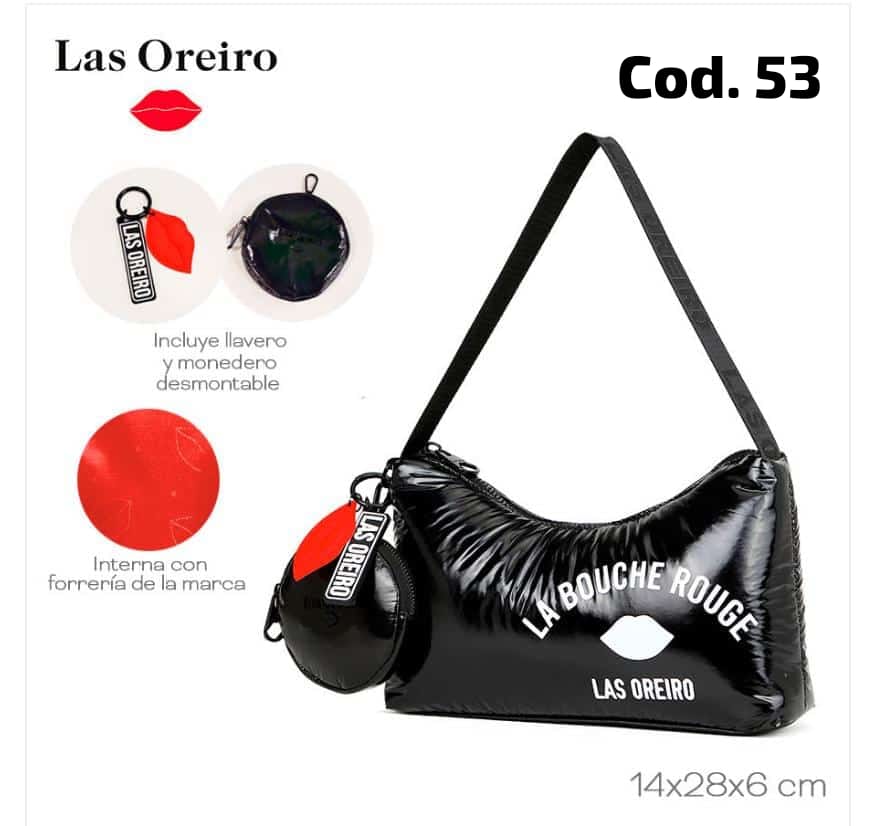 Las Oreiro
Cod. 53
LAS OREIRO
Incluye llavero
y monedero
desmontable
Interna con
forrería de la marca
LAS OREIRO
LA BOUCHE ROUGE
LAS OREIRO
14x28x6 cm